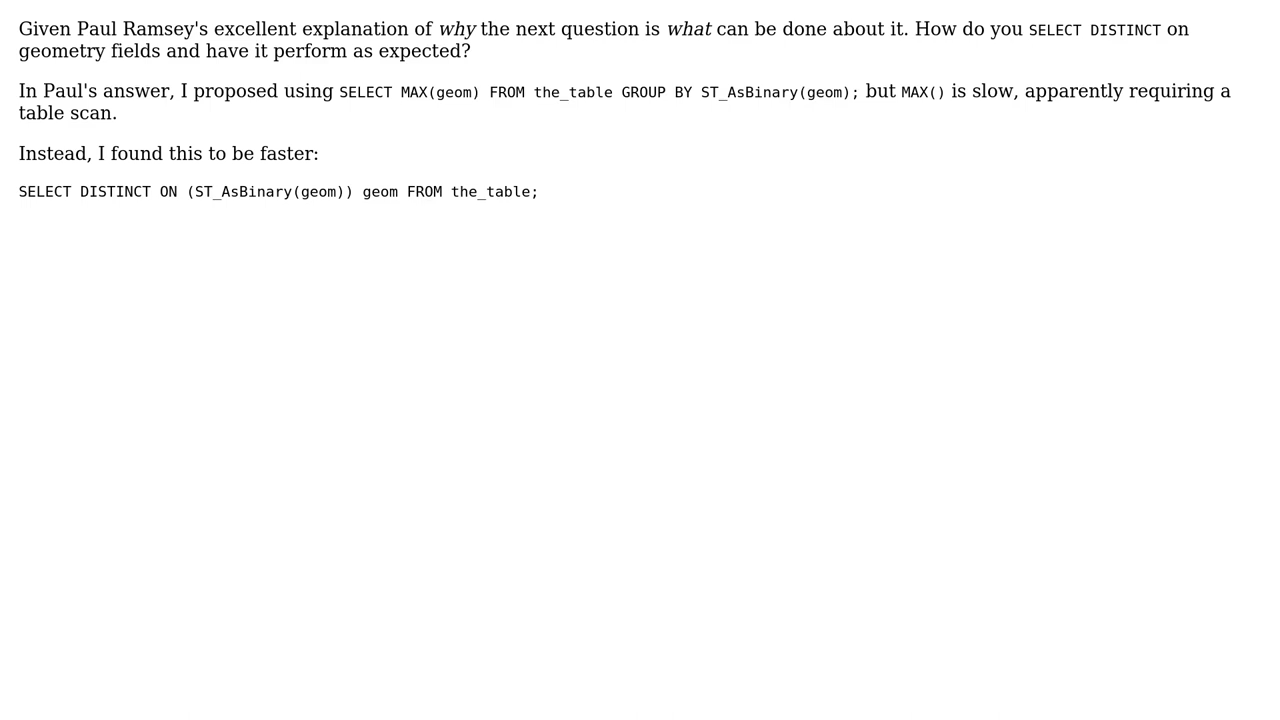 Given Paul Ramsey's excellent explanation of why the next question is what can be done about it. How do you SELECT DISTINCT on
geometry fields and have it perform as expected?
In Paul's answer, I proposed using SELECT MAX(geom) FROM the_table GROUP BY ST_AsBinary(geom); but MAX() is slow, apparently requiring a
table scan.
Instead, I found this to be faster:
SELECT DISTINCT ON (ST_AsBinary(geom)) geom FROM the_table;